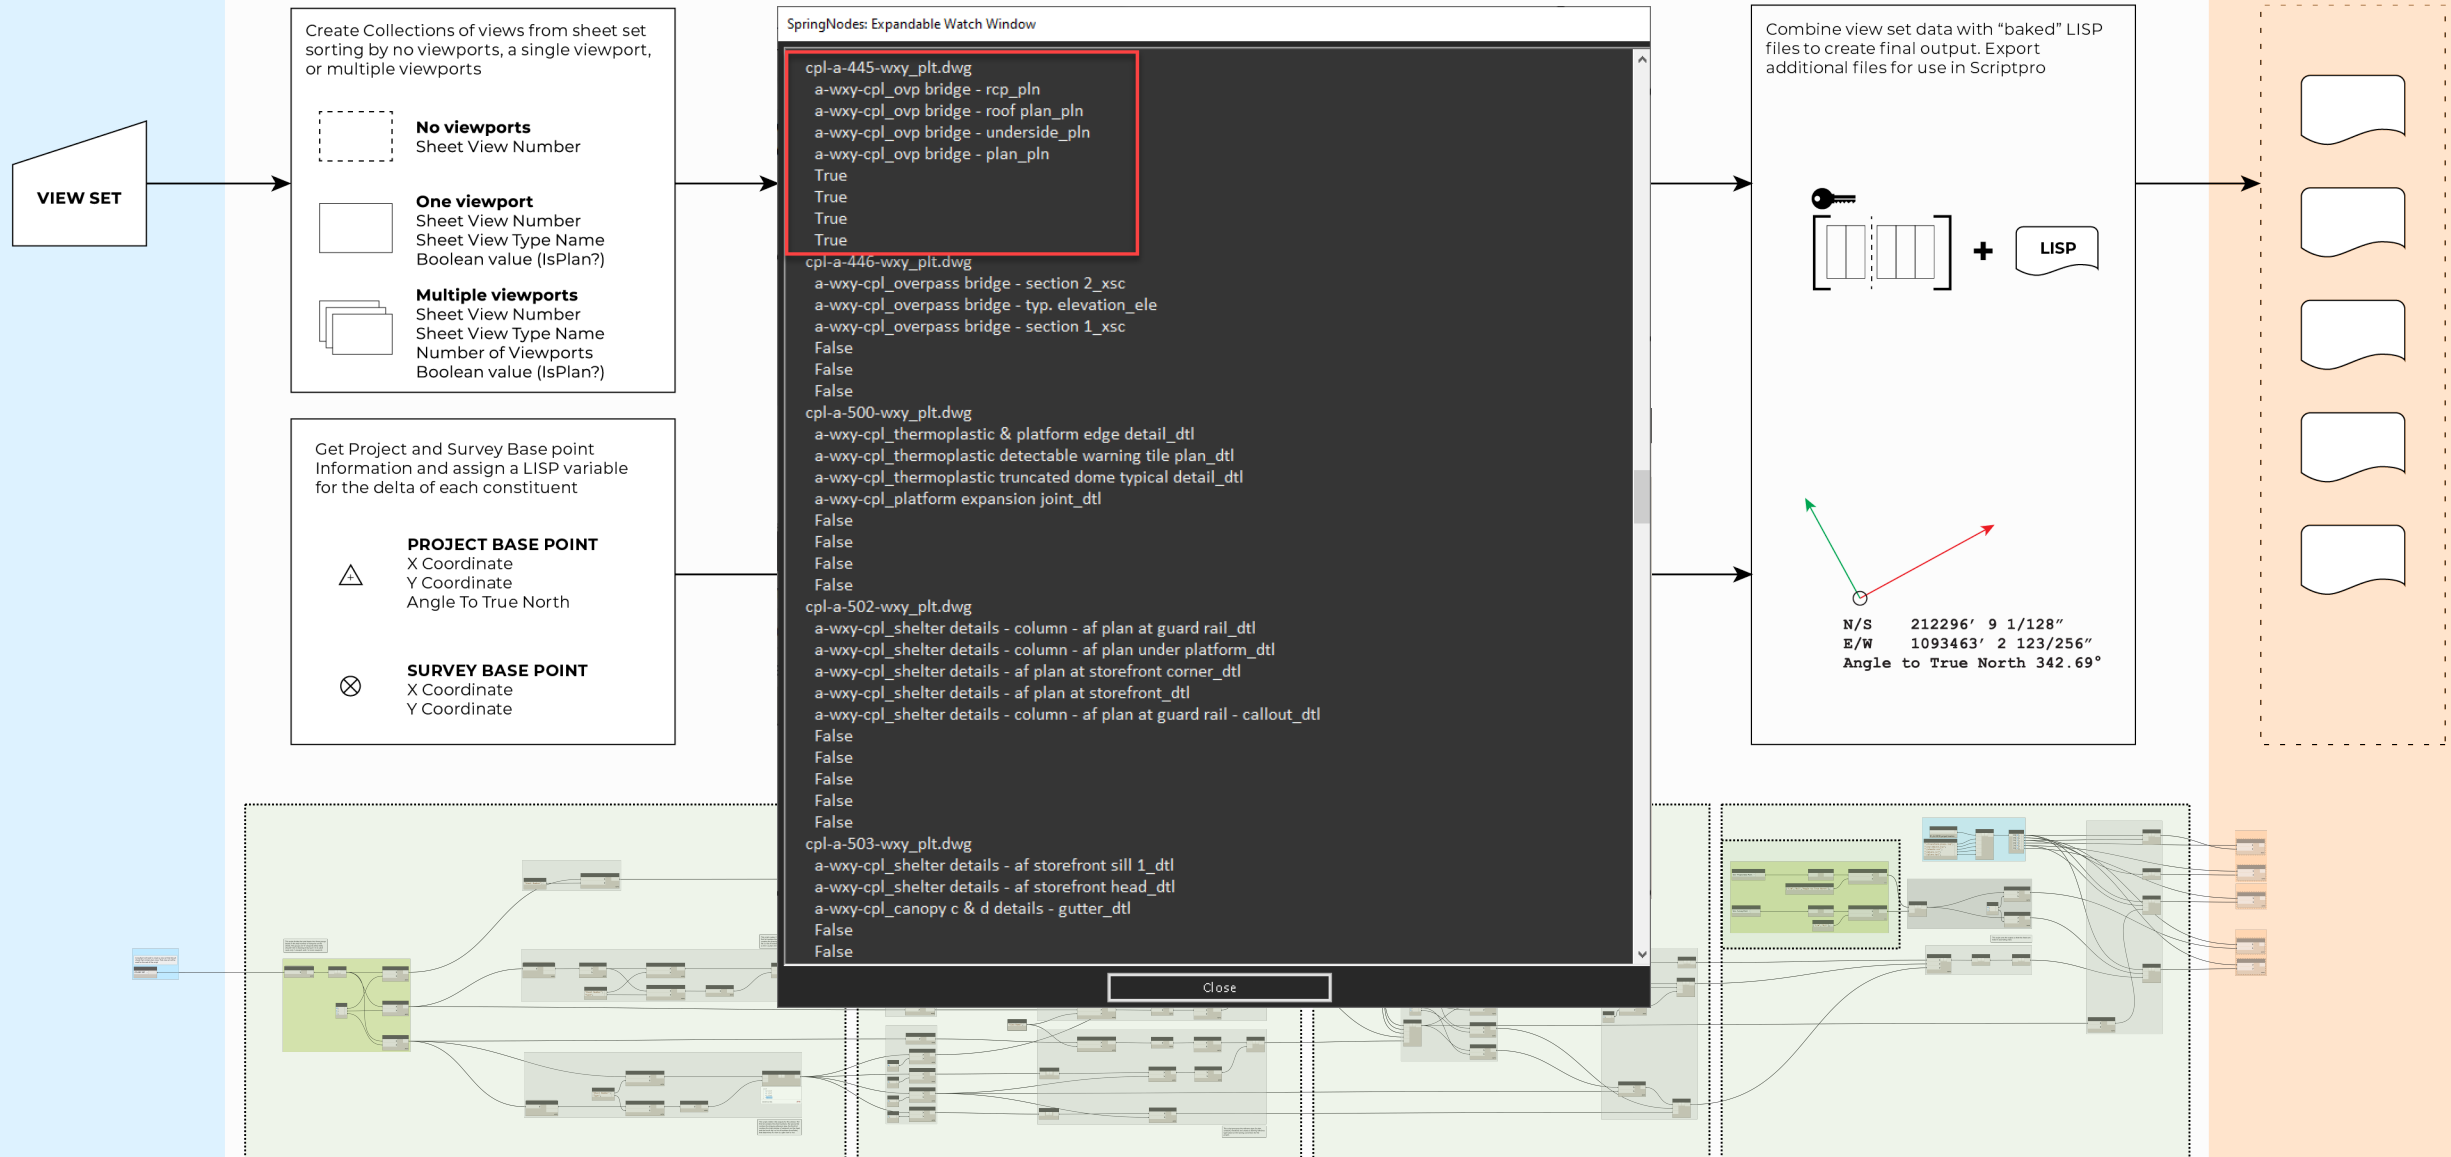 VIEW SET
Create Collections of views from sheet set
sorting by no viewports, a single viewport,
or multiple viewports
No viewports
Sheet View Number
One viewport
Sheet View Number
Sheet View Type Name
Boolean value (IsPlan?)
Multiple viewports
Sheet View Number
Sheet View Type Name
Number of Viewports
Boolean value (IsPlan?)
Get Project and Survey Base point
Information and assign a LISP variable
for the delta of each constituent
PROJECT BASE POINT
X Coordinate
Y Coordinate
Angle To True North
SURVEY BASE POINT
X Coordinate
Y Coordinate
SpringNodes: Expandable Watch Window
cpl-a-445-wxy_plt.dwg
a-wxy-cpl_ovp bridge - rcp_pln
a-wxy-cpl_ovp bridge - roof plan_pln
a-wxy-cpl_ovp bridge - underside_pln
a-wxy-cpl_ovp bridge - plan_pln
True
True
True
True
cpl-a-446-wxy_plt.dwg
a-wxy-cpl_overpass bridge - section 2_xsc
a-wxy-cpl_overpass bridge - typ. elevation_ele
a-wxy-cpl_overpass bridge - section 1_xsc
False
False
False
cpl-a-500-wxy_plt.dwg
a-wxy-cpl_thermoplastic & platform edge detail_dtl
a-wxy-cpl_thermoplastic detectable warning tile plan_dtl
a-wxy-cpl_thermoplastic truncated dome typical detail_dtl
a-wxy-cpl_platform expansion joint_dtl
False
False
False
False
cpl-a-502-wxy_plt.dwg
a-wxy-cpl_shelter details - column - af plan at guard rail_dtl
a-wxy-cpl_shelter details - column - af plan under platform_dtl
a-wxy-cpl_shelter details - af plan at storefront corner_dtl
a-wxy-cpl_shelter details - af plan at storefront_dtl
a-wxy-cpl_shelter details - column - af plan at guard rail - callout_dtl
False
False
False
False
False
cpl-a-503-wxy_plt.dwg
a-wxy-cpl_shelter details - af storefront sill 1_dtl
a-wxy-cpl_shelter details - af storefront head_dtl
a-wxy-cpl_canopy c & d details - gutter_dtl
False
False
Close
Combine view set data with “baked” LISP
files to create final output. Export
additional files for use in Scriptpro
LISP
N/S 212296’ 9 1/128”
E/W 1093463’ 2 123/256”
Angle to True North 342.69°